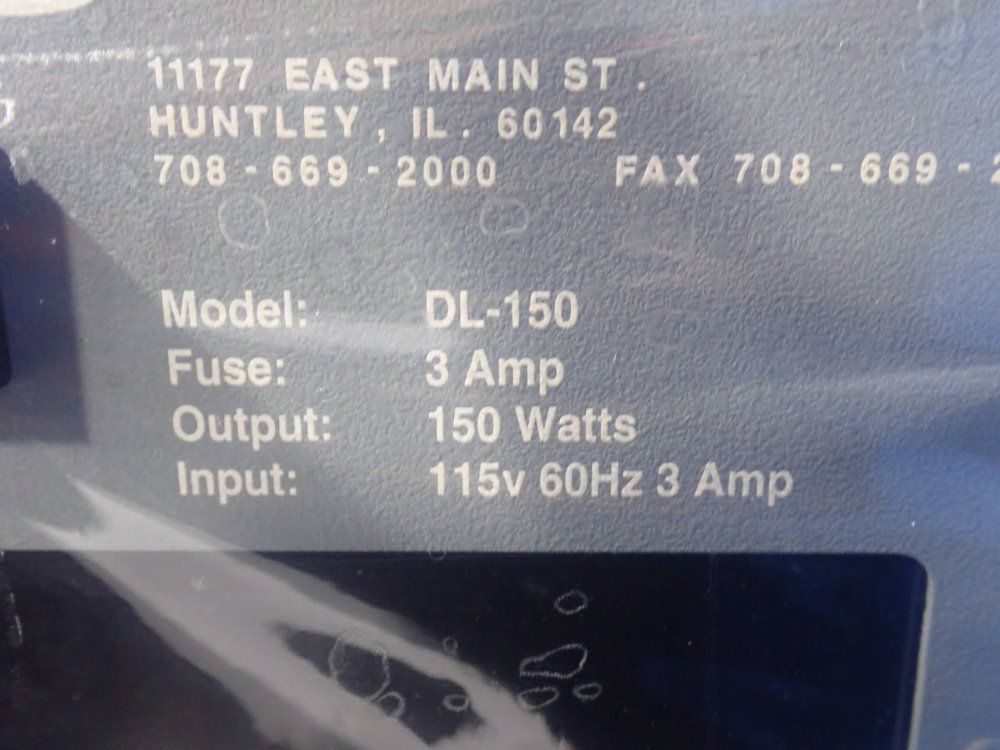 11177 EAST MAIN ST.
HUNTLEY, IL. 60142
708-669-2000 FAX 708-669-
Model: DL-150
Fuse: 3 Amp
Output: 150 Watts
Input: 115v 60Hz 3 Amp